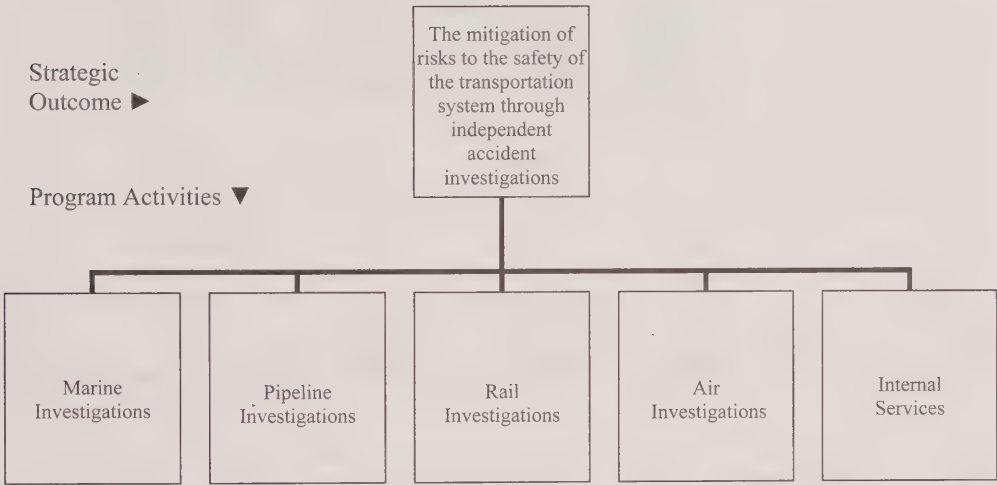 The mitigation of
risks to the safety of
the transportation
system through
independent
accident
investigations
Strategic
Outcome ►
Program Activities ▼
Marine
Investigations
Pipeline
Investigations
Rail
Investigations
Air
Investigations
Internal
Services